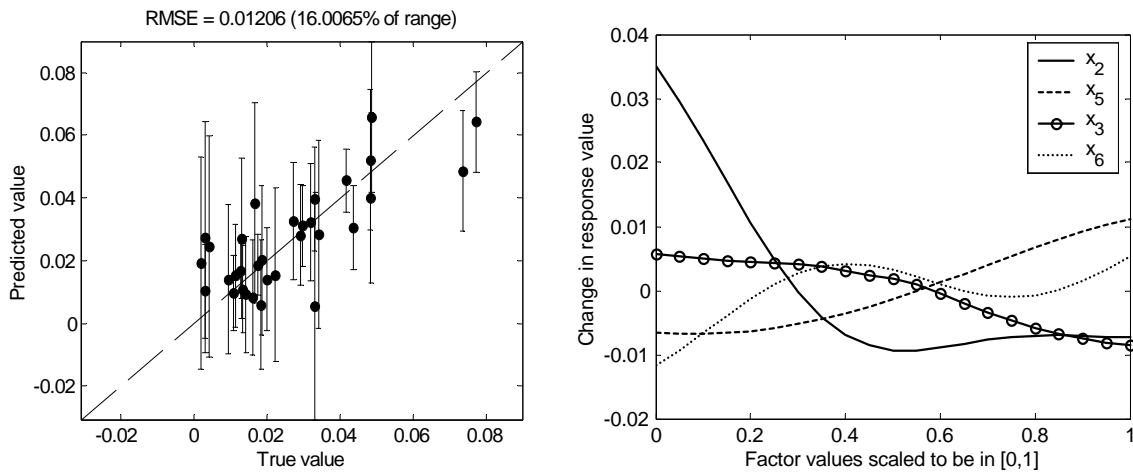 RMSE = 0.01206 (16.0065% of range)
0.08
0.06
0.04
0.02
0
-0.02
Predicted value
-0.02 0 0.02 0.04 0.06 0.08
True value
0.04
0.03
0.02
0.01
0
-0.01
-0.02
Change in response value
x2
x5
x3
x6
0 0.2 0.4 0.6 0.8 1
Factor values scaled to be in [0,1]